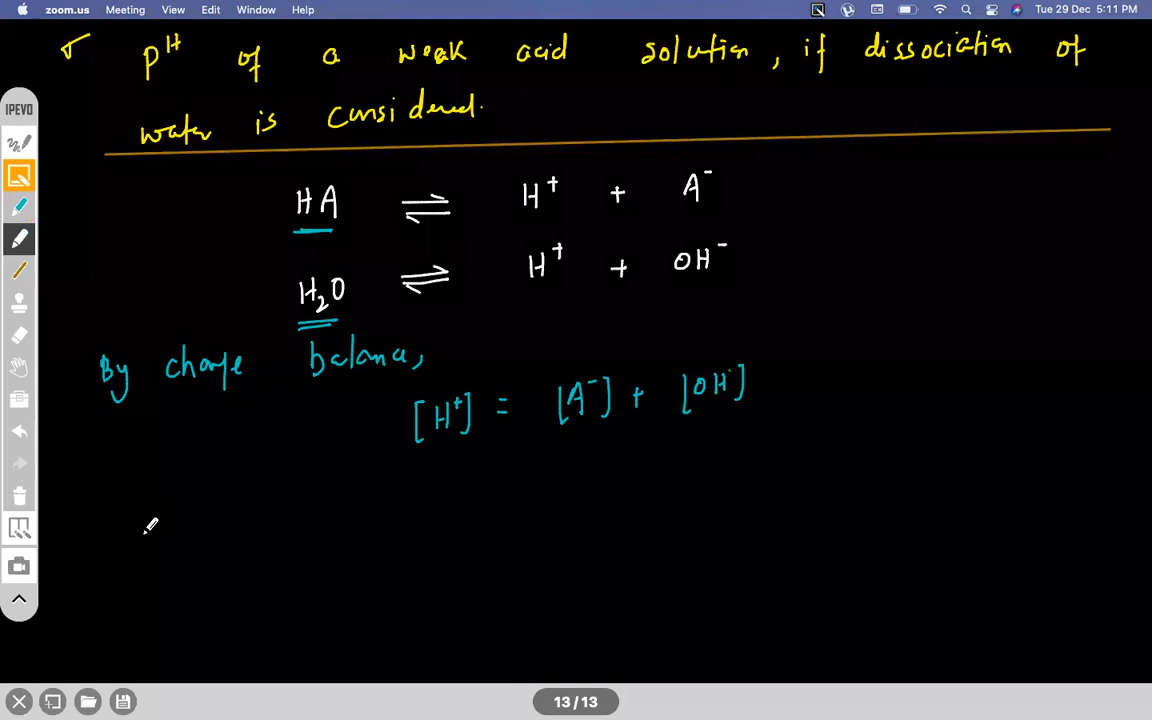 zoom.us Meeting View Edit Window Help Tue 29 Dec 5:11 PM
pH of a weak acid solution, if dissociation of
water is considered.
IPEVO
HA ⇌ H⁺ + A⁻
H₂O ⇌ H⁺ + OH⁻
By charge balance,
[H⁺] = [A⁻] + [OH⁻]
13/13